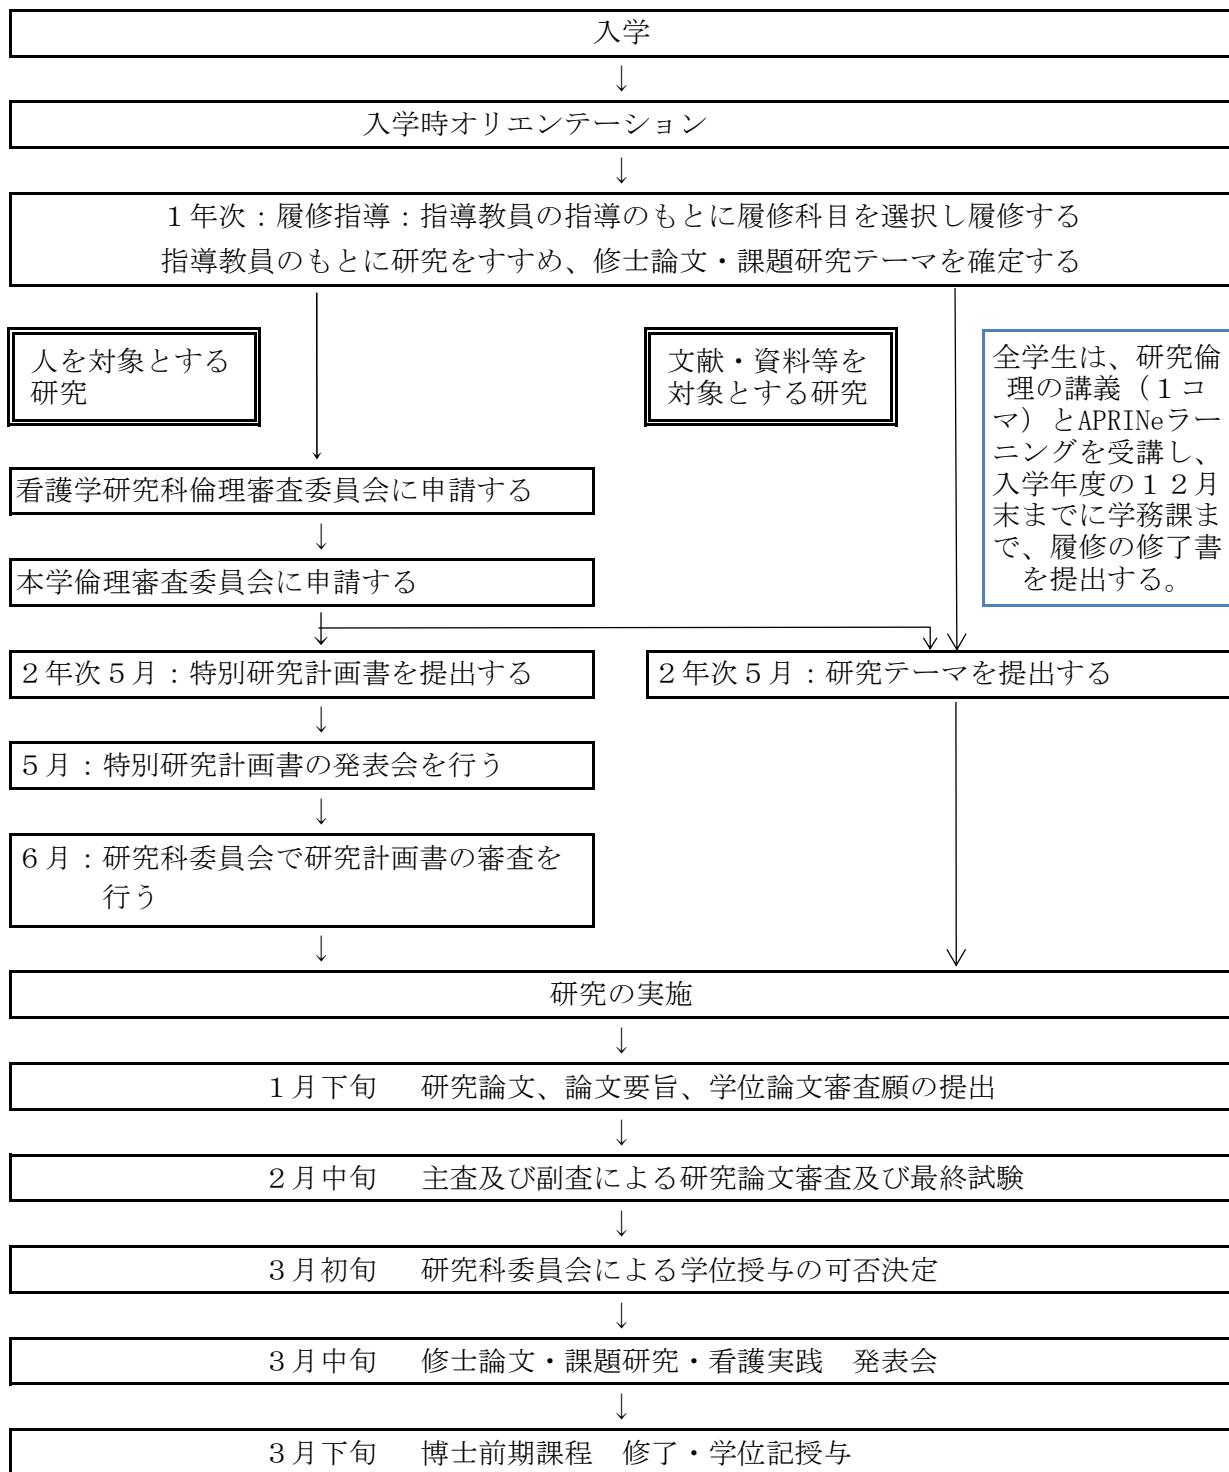 入学
↓
入学時オリエンテーション
↓
１年次：履修指導：指導教員の指導のもとに履修科目を選択し履修する
指導教員のもとに研究をすすめ、修士論文・課題研究テーマを確定する
人を対象とする
研究
文献・資料等を
対象とする研究
全学生は、研究倫
理の講義（１コ
マ）とAPRINeラー
ニングを受講し、
入学年度の１２月
末までに学務課ま
で、履修の修了書
を提出する。
看護学研究科倫理審査委員会に申請する
↓
本学倫理審査委員会に申請する
↓
２年次５月：特別研究計画書を提出する
２年次５月：研究テーマを提出する
↓
５月：特別研究計画書の発表会を行う
↓
６月：研究科委員会で研究計画書の審査を
行う
↓
研究の実施
↓
１月下旬　研究論文、論文要旨、学位論文審査願の提出
↓
２月中旬　主査及び副査による研究論文審査及び最終試験
↓
３月初旬　研究科委員会による学位授与の可否決定
↓
３月中旬　修士論文・課題研究・看護実践　発表会
↓
３月下旬　博士前期課程　修了・学位記授与